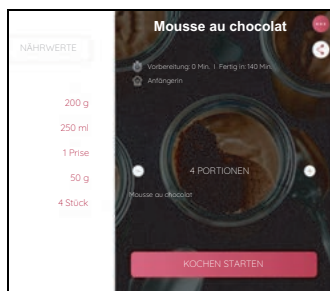 NÄHRWERTE
200 g
250 ml
1 Prise
50 g
4 Stück
Mousse au chocolat
Vorbereitung: 0 Min. I Fertig in: 140 Min.
Anfängerin
4 PORTIONEN
Mousse au chocolat
KOCHEN STARTEN